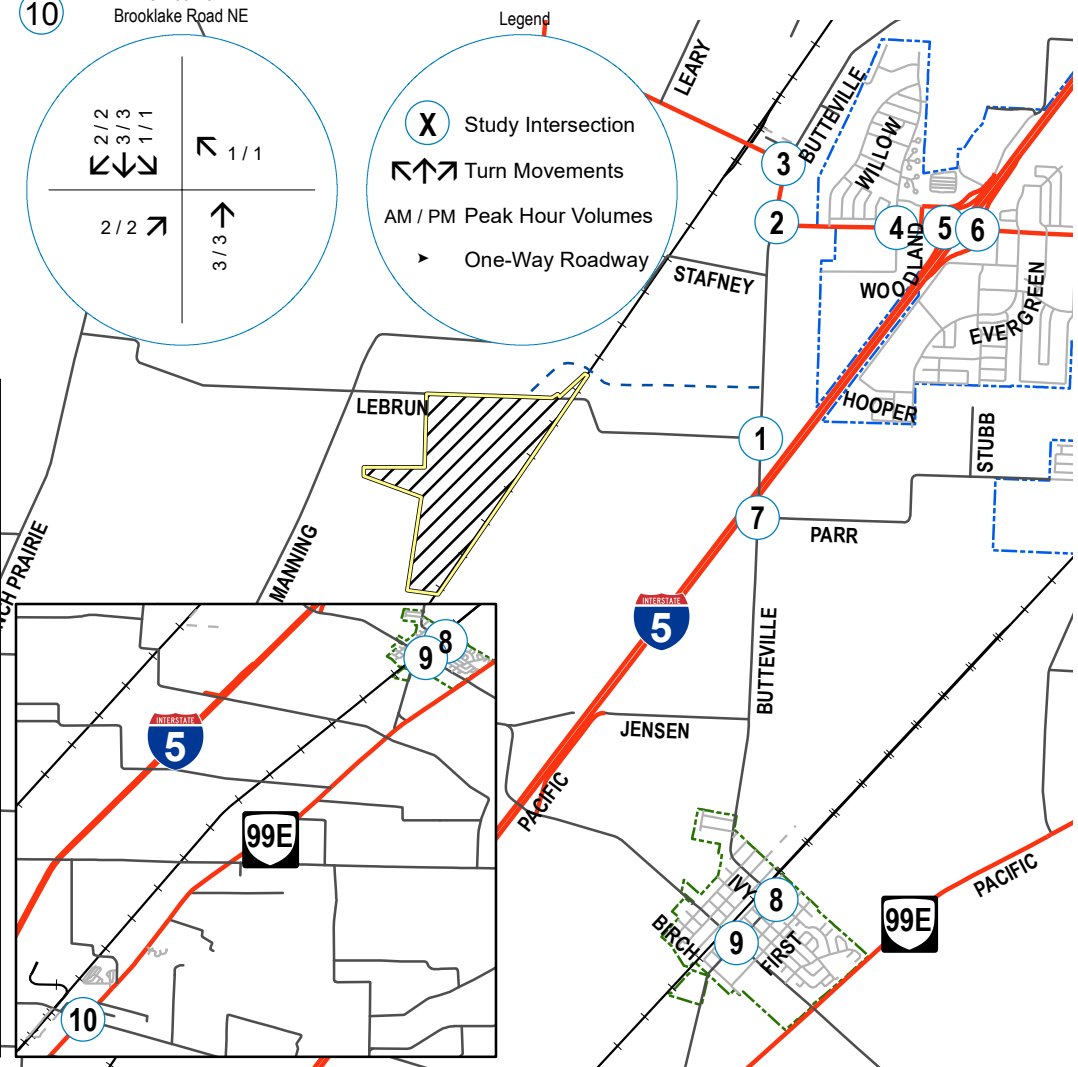 10
Brooklake Road NE
2 / 2
3 / 3
1 / 1
1 / 1
2 / 2
3 / 3
Legend
X Study Intersection
Turn Movements
AM / PM Peak Hour Volumes
One-Way Roadway
LEARY
BUTTEVILLE
WILLOW
3
2
4
5
6
WOODLAND
EVERGREEN
STAFNEY
LEBRUN
HOOPER
STUBB
1
7
PARR
MANNING
PRAIRIE
INTERSTATE
5
BUTTEVILLE
JENSEN
PACIFIC
8
9
INTERSTATE
5
99E
10
IVY
8
BIRCH
9
FIRST
99E
PACIFIC